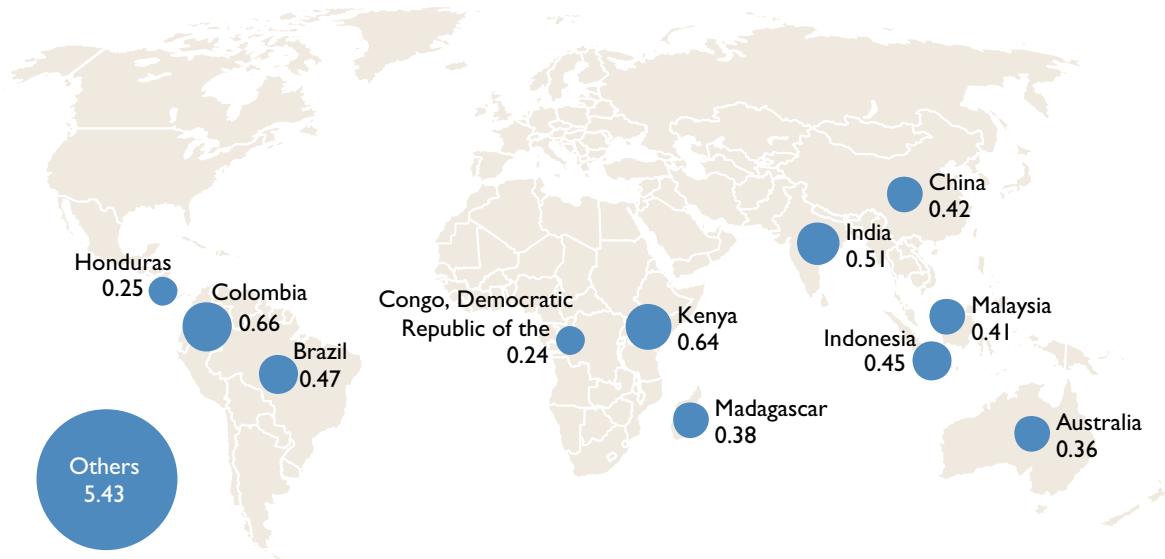 China
0.42
India
0.51
Honduras
0.25
Colombia
0.66
Congo, Democratic
Republic of the
0.24
Kenya
0.64
Malaysia
0.41
Indonesia
0.45
Brazil
0.47
Madagascar
0.38
Australia
0.36
Others
5.43